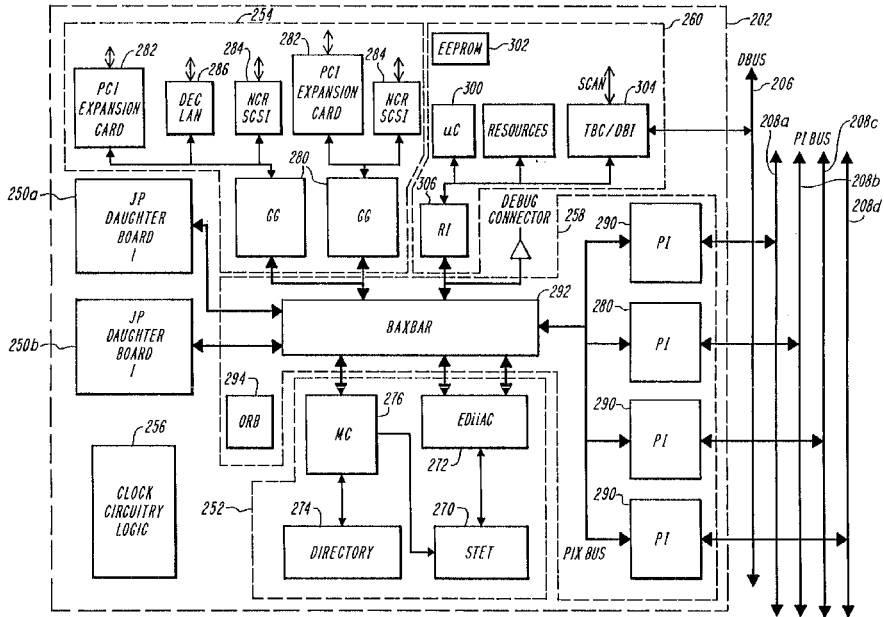 254
260
202
282
284
282
284
286
EEPROM
302
DBUS
206
PCI
EXPANSION
CARD
DEC
LAN
NCR
SCSI
PCI
EXPANSION
CARD
NCR
SCSI
300
SCAN
304
uC
RESOURCES
TBC/DBI
208a
PI BUS
208c
208b
208d
250a
JP
DAUGHTER
BOARD
1
280
GG
GG
306
RI
DEBUG
CONNECTOR
258
290
PI
292
BAXBAR
280
PI
250b
JP
DAUGHTER
BOARD
1
294
ORB
276
MC
EDiiAC
272
290
PI
256
CLOCK
CIRCUITRY
LOGIC
252
274
DIRECTORY
270
STET
PIX BUS
290
PI